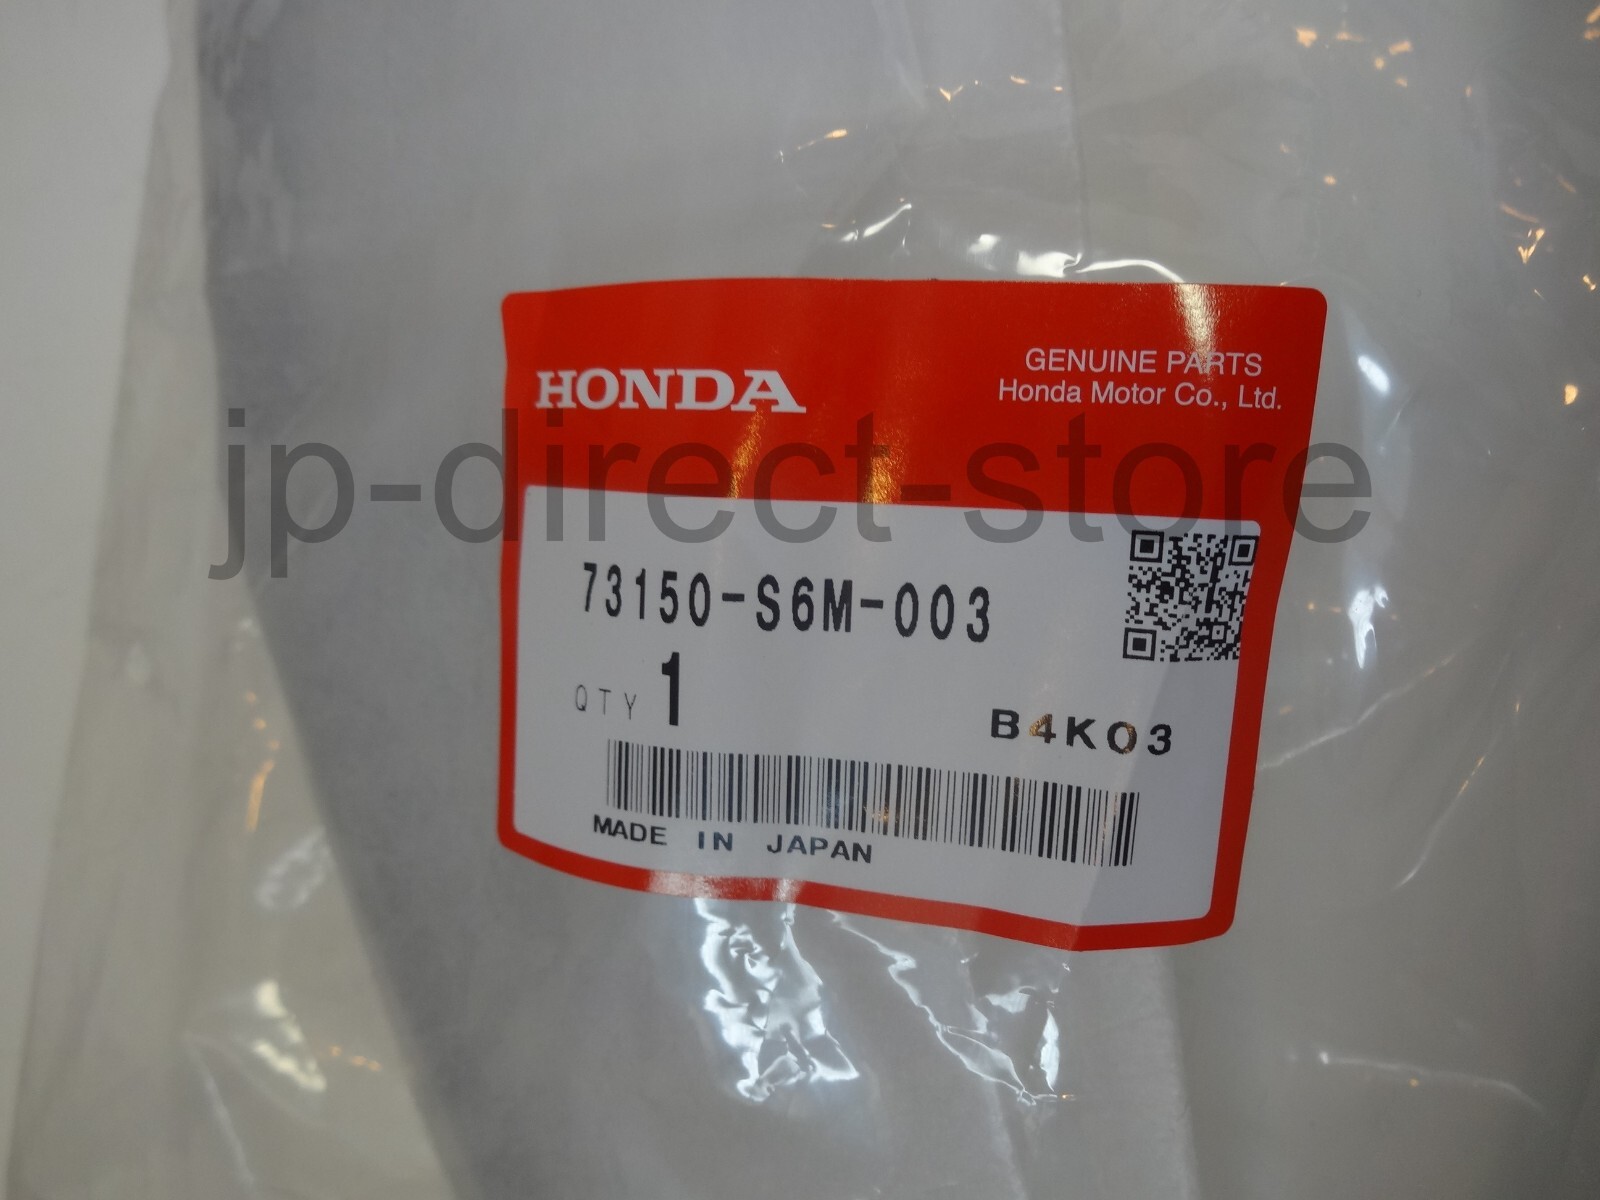 HONDA
GENUINE PARTS
Honda Motor Co., Ltd.
jp-direct-store
73150-S6M-003
QTY 1
B4K03
MADE IN JAPAN